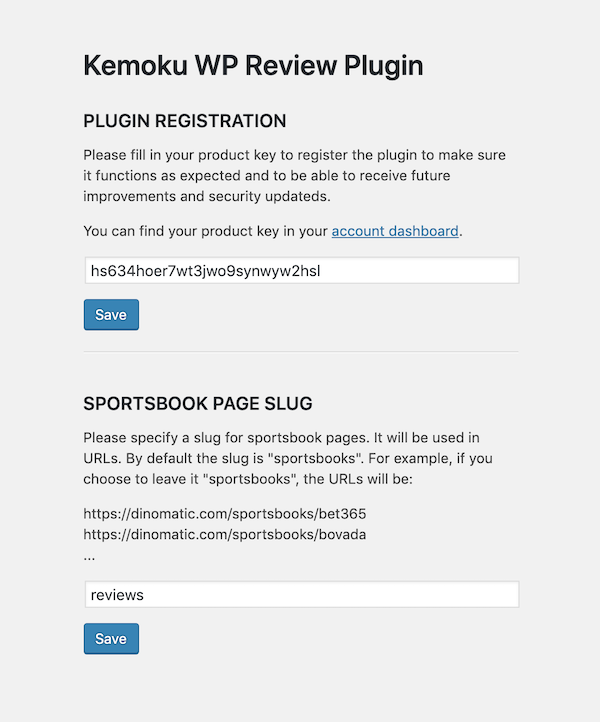 Kemoku WP Review Plugin
PLUGIN REGISTRATION
Please fill in your product key to register the plugin to make sure
it functions as expected and to be able to receive future
improvements and security updateds.
You can find your product key in your account dashboard.
hs634hoer7wt3jwo9synwyw2hsl
Save
SPORTSBOOK PAGE SLUG
Please specify a slug for sportsbook pages. It will be used in
URLs. By default the slug is "sportsbooks". For example, if you
choose to leave it "sportsbooks", the URLs will be:
https://dinomatic.com/sportsbooks/bet365
https://dinomatic.com/sportsbooks/bovada
...
reviews
Save